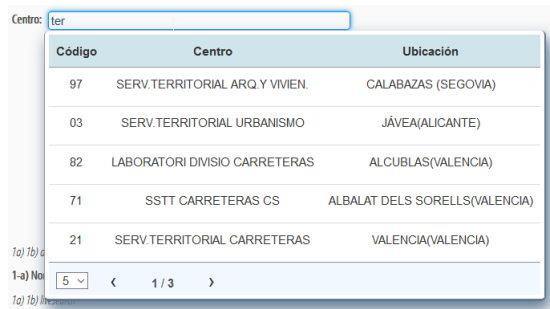 Centro: ter
Código Centro Ubicación
97 SERV.TERRITORIAL ARQ.Y VIVIEN. CALABAZAS (SEGOVIA)
03 SERV.TERRITORIAL URBANISMO JÁVEA(ALICANTE)
82 LABORATORI DIVISIO CARRETERAS ALCUBLAS(VALENCIA)
71 SSTT CARRETERAS CS ALBALAT DELS SORELLS(VALENCIA)
21 SERV.TERRITORIAL CARRETERAS VALENCIA(VALENCIA)
1a) 1b)
1-a)
5 ‹ 1 / 3 ›
1a) 1b)